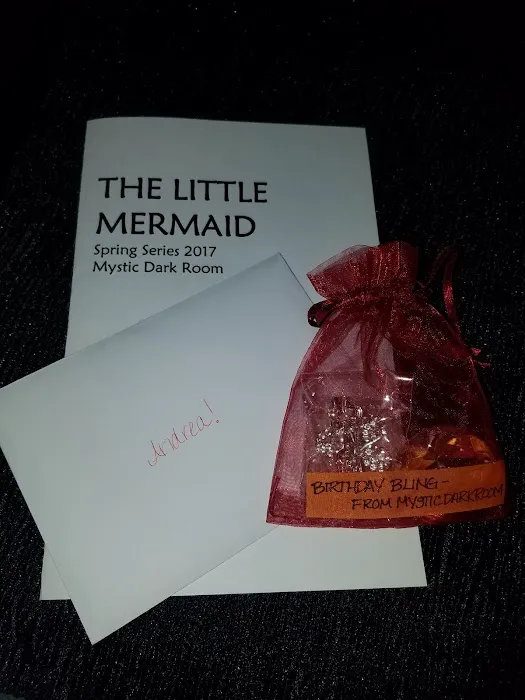 THE LITTLE
MERMAID
Spring Series 2017
Mystic Dark Room
Andrea!
BIRTHDAY BLING-
FROM MYSTICDARKROOM